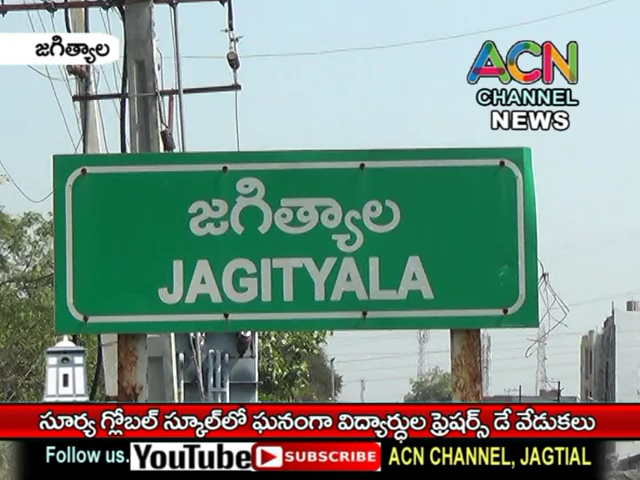 జగిత్యాల
ACN
CHANNEL
NEWS
జగిత్యాల
JAGITYALA
సూర్య గ్లోబల్ స్కూల్‌లో ఘనంగా విద్యార్థుల ఫ్రెషర్స్ డే వేడుకలు
Follow us. YouTube SUBSCRIBE ACN CHANNEL, JAGTIAL